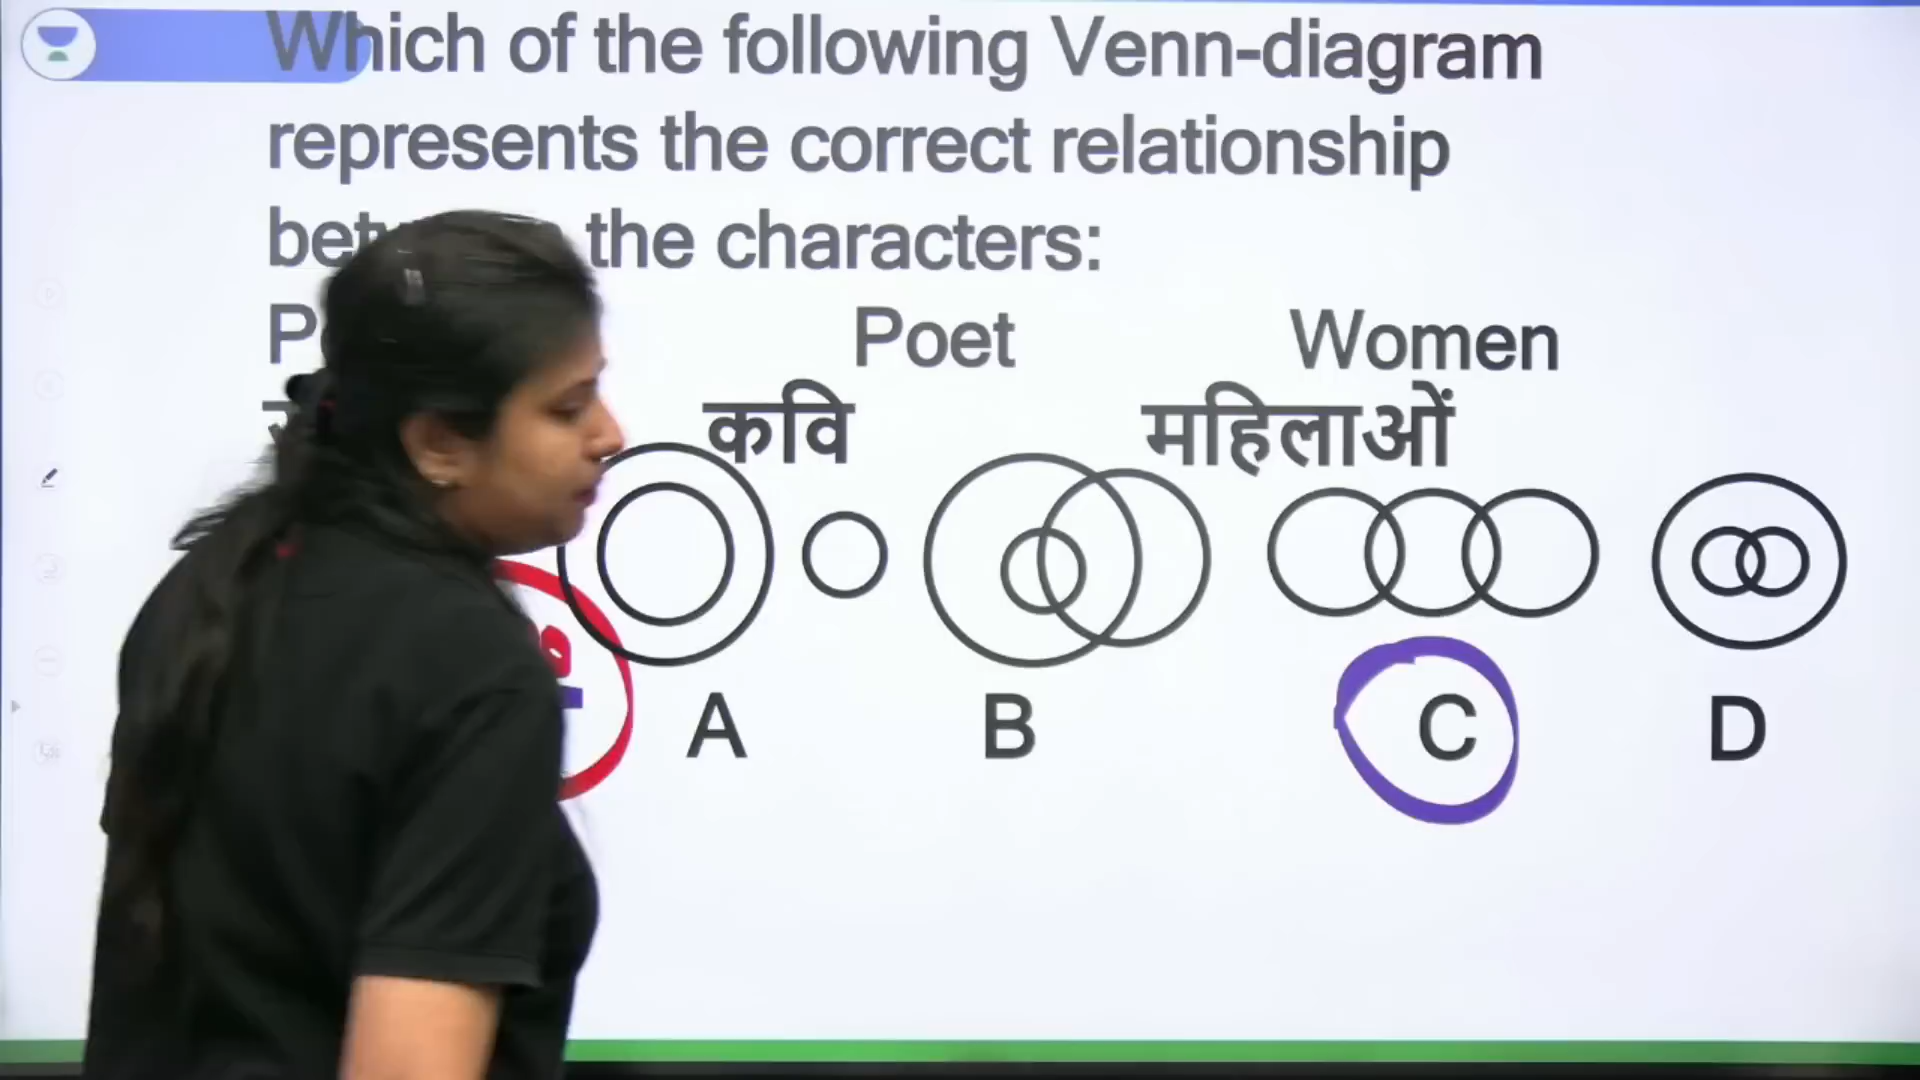 Which of the following Venn-diagram
represents the correct relationship
the characters:
Poet Women
कवि महिलाओं
A B C D